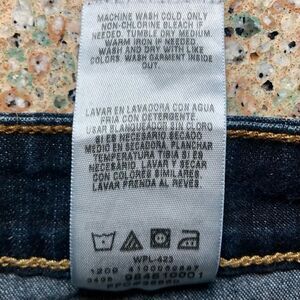 MACHINE WASH COLD. ONLY
NON-CHLORINE BLEACH IF
NEEDED. TUMBLE DRY MEDIUM.
WARM IRON IF NEEDED.
WASH AND DRY WITH LIKE
COLORS. WASH GARMENT INSIDE
OUT.
LAVAR EN LAVADORA CON AGUA
FRIA CON DETERGENTE.
USAR BLANQUEADOR SIN CLORO
SI ES NECESARIO. SECADO
MEDIO EN SECADORA. PLANCHAR
TEMPERATURA TIBIA SI ES
NECESARIO. LAVAR Y SECAR
CON COLORES SIMILARES.
LAVAR PRENDA AL REVES.
WPL-423
1209